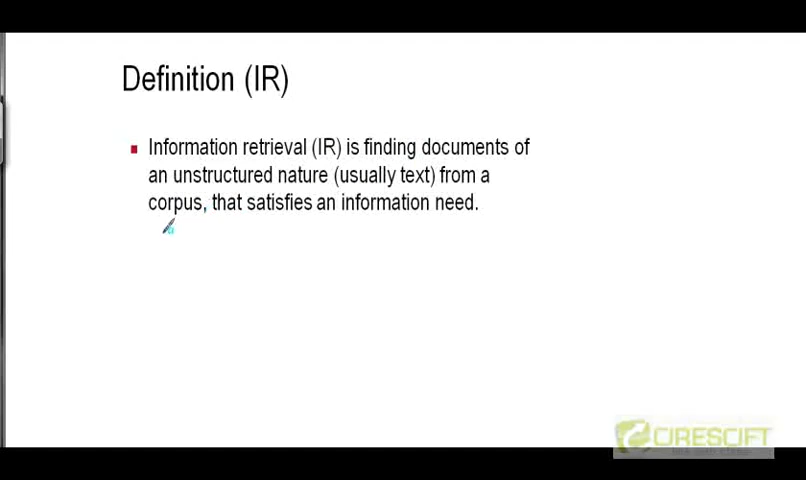 Definition (IR)
Information retrieval (IR) is finding documents of
an unstructured nature (usually text) from a
corpus, that satisfies an information need.